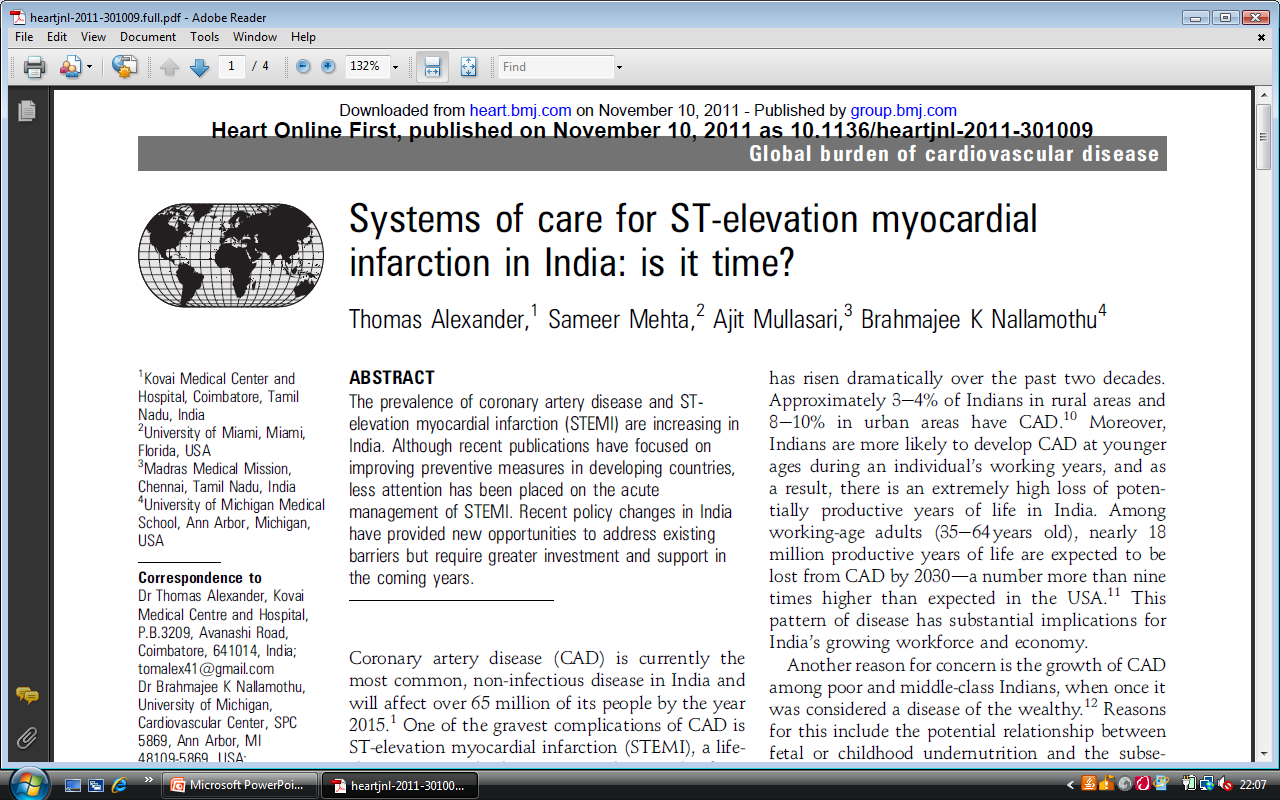 heartjnl-2011-301009.full.pdf - Adobe Reader
File Edit View Document Tools Window Help
1 / 4 132% Find
Downloaded from heart.bmj.com on November 10, 2011 - Published by group.bmj.com
Heart Online First, published on November 10, 2011 as 10.1136/heartjnl-2011-301009
Global burden of cardiovascular disease
Systems of care for ST-elevation myocardial
infarction in India: is it time?
Thomas Alexander,1 Sameer Mehta,2 Ajit Mullasari,3 Brahmajee K Nallamothu4
1Kovai Medical Center and
Hospital, Coimbatore, Tamil
Nadu, India
2University of Miami, Miami,
Florida, USA
3Madras Medical Mission,
Chennai, Tamil Nadu, India
4University of Michigan Medical
School, Ann Arbor, Michigan,
USA
Correspondence to
Dr Thomas Alexander, Kovai
Medical Centre and Hospital,
P.B.3209, Avanashi Road,
Coimbatore, 641014, India;
tomalex41@gmail.com
Dr Brahmajee K Nallamothu,
University of Michigan,
Cardiovascular Center, SPC
5869, Ann Arbor, MI
48109-5869, USA;
ABSTRACT
The prevalence of coronary artery disease and ST-
elevation myocardial infarction (STEMI) are increasing in
India. Although recent publications have focused on
improving preventive measures in developing countries,
less attention has been placed on the acute
management of STEMI. Recent policy changes in India
have provided new opportunities to address existing
barriers but require greater investment and support in
the coming years.
Coronary artery disease (CAD) is currently the
most common, non-infectious disease in India and
will affect over 65 million of its people by the year
2015.1 One of the gravest complications of CAD is
ST-elevation myocardial infarction (STEMI), a life-
has risen dramatically over the past two decades.
Approximately 3–4% of Indians in rural areas and
8–10% in urban areas have CAD.10 Moreover,
Indians are more likely to develop CAD at younger
ages during an individual's working years, and as
a result, there is an extremely high loss of poten-
tially productive years of life in India. Among
working-age adults (35–64 years old), nearly 18
million productive years of life are expected to be
lost from CAD by 2030—a number more than nine
times higher than expected in the USA.11 This
pattern of disease has substantial implications for
India's growing workforce and economy.
Another reason for concern is the growth of CAD
among poor and middle-class Indians, when once it
was considered a disease of the wealthy.12 Reasons
for this include the potential relationship between
fetal or childhood undernutrition and the subse-
Microsoft PowerPoi... heartjnl-2011-30100... 22:07